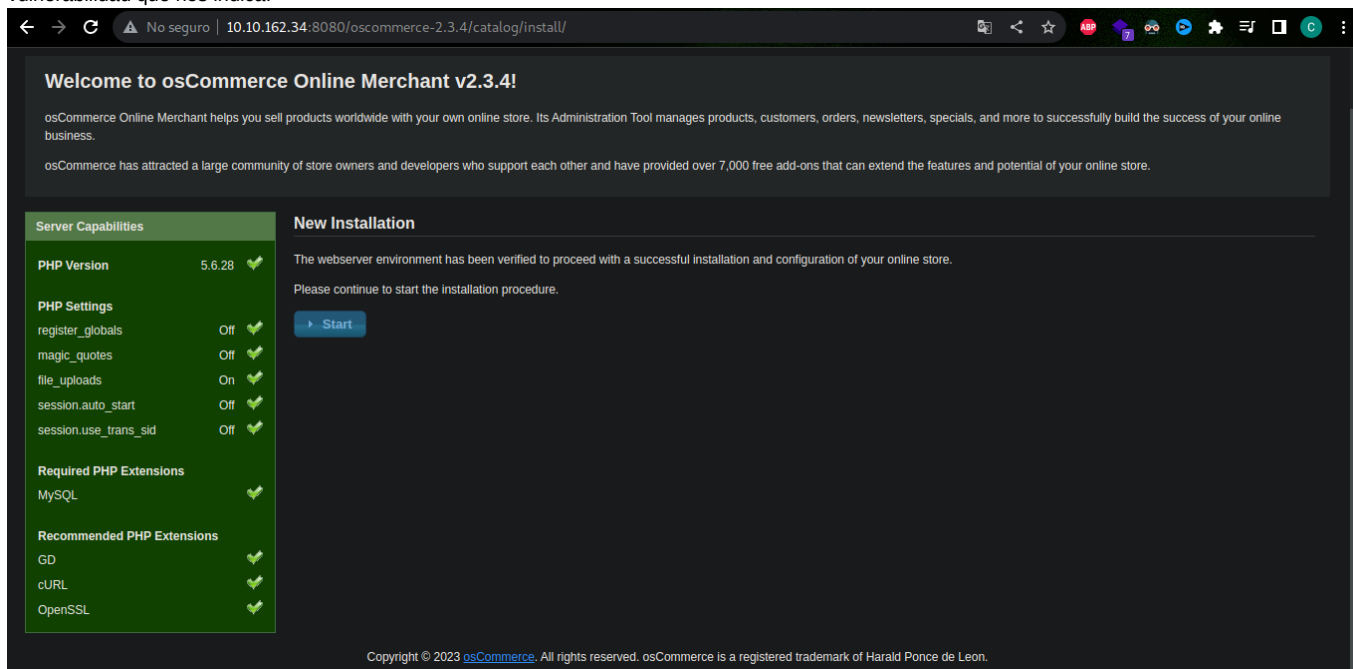 vulnerabilidad que nos indica.
No seguro | 10.10.162.34:8080/oscommerce-2.3.4/catalog/install/
ABP
7
C
Welcome to osCommerce Online Merchant v2.3.4!
osCommerce Online Merchant helps you sell products worldwide with your own online store. Its Administration Tool manages products, customers, orders, newsletters, specials, and more to successfully build the success of your online
business.
osCommerce has attracted a large community of store owners and developers who support each other and have provided over 7,000 free add-ons that can extend the features and potential of your online store.
Server Capabilities
PHP Version 5.6.28
PHP Settings
register_globals Off
magic_quotes Off
file_uploads On
session.auto_start Off
session.use_trans_sid Off
Required PHP Extensions
MySQL
Recommended PHP Extensions
GD
cURL
OpenSSL
New Installation
The webserver environment has been verified to proceed with a successful installation and configuration of your online store.
Please continue to start the installation procedure.
Start
Copyright © 2023 osCommerce. All rights reserved. osCommerce is a registered trademark of Harald Ponce de Leon.